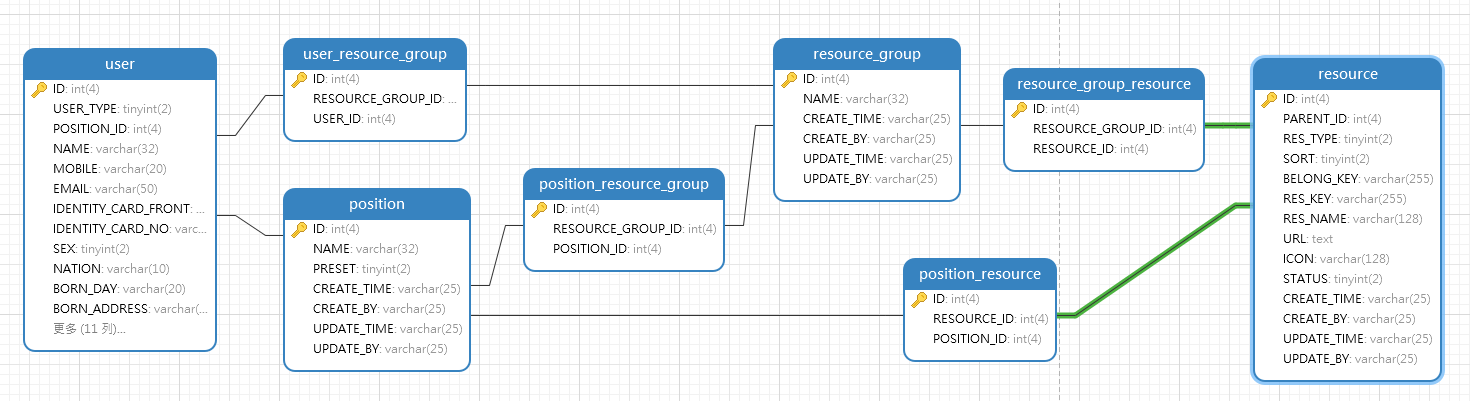 user
ID: int(4)
USER_TYPE: tinyint(2)
POSITION_ID: int(4)
NAME: varchar(32)
MOBILE: varchar(20)
EMAIL: varchar(50)
IDENTITY_CARD_FRONT: ...
IDENTITY_CARD_NO: varc...
SEX: tinyint(2)
NATION: varchar(10)
BORN_DAY: varchar(20)
BORN_ADDRESS: varchar(...
更多 (11 列)...
user_resource_group
ID: int(4)
RESOURCE_GROUP_ID: ...
USER_ID: int(4)
position
ID: int(4)
NAME: varchar(32)
PRESET: tinyint(2)
CREATE_TIME: varchar(25)
CREATE_BY: varchar(25)
UPDATE_TIME: varchar(25)
UPDATE_BY: varchar(25)
position_resource_group
ID: int(4)
RESOURCE_GROUP_ID: int(4)
POSITION_ID: int(4)
resource_group
ID: int(4)
NAME: varchar(32)
CREATE_TIME: varchar(25)
CREATE_BY: varchar(25)
UPDATE_TIME: varchar(25)
UPDATE_BY: varchar(25)
position_resource
ID: int(4)
RESOURCE_ID: int(4)
POSITION_ID: int(4)
resource_group_resource
ID: int(4)
RESOURCE_GROUP_ID: int(4)
RESOURCE_ID: int(4)
resource
ID: int(4)
PARENT_ID: int(4)
RES_TYPE: tinyint(2)
SORT: tinyint(2)
BELONG_KEY: varchar(255)
RES_KEY: varchar(255)
RES_NAME: varchar(128)
URL: text
ICON: varchar(128)
STATUS: tinyint(2)
CREATE_TIME: varchar(25)
CREATE_BY: varchar(25)
UPDATE_TIME: varchar(25)
UPDATE_BY: varchar(25)